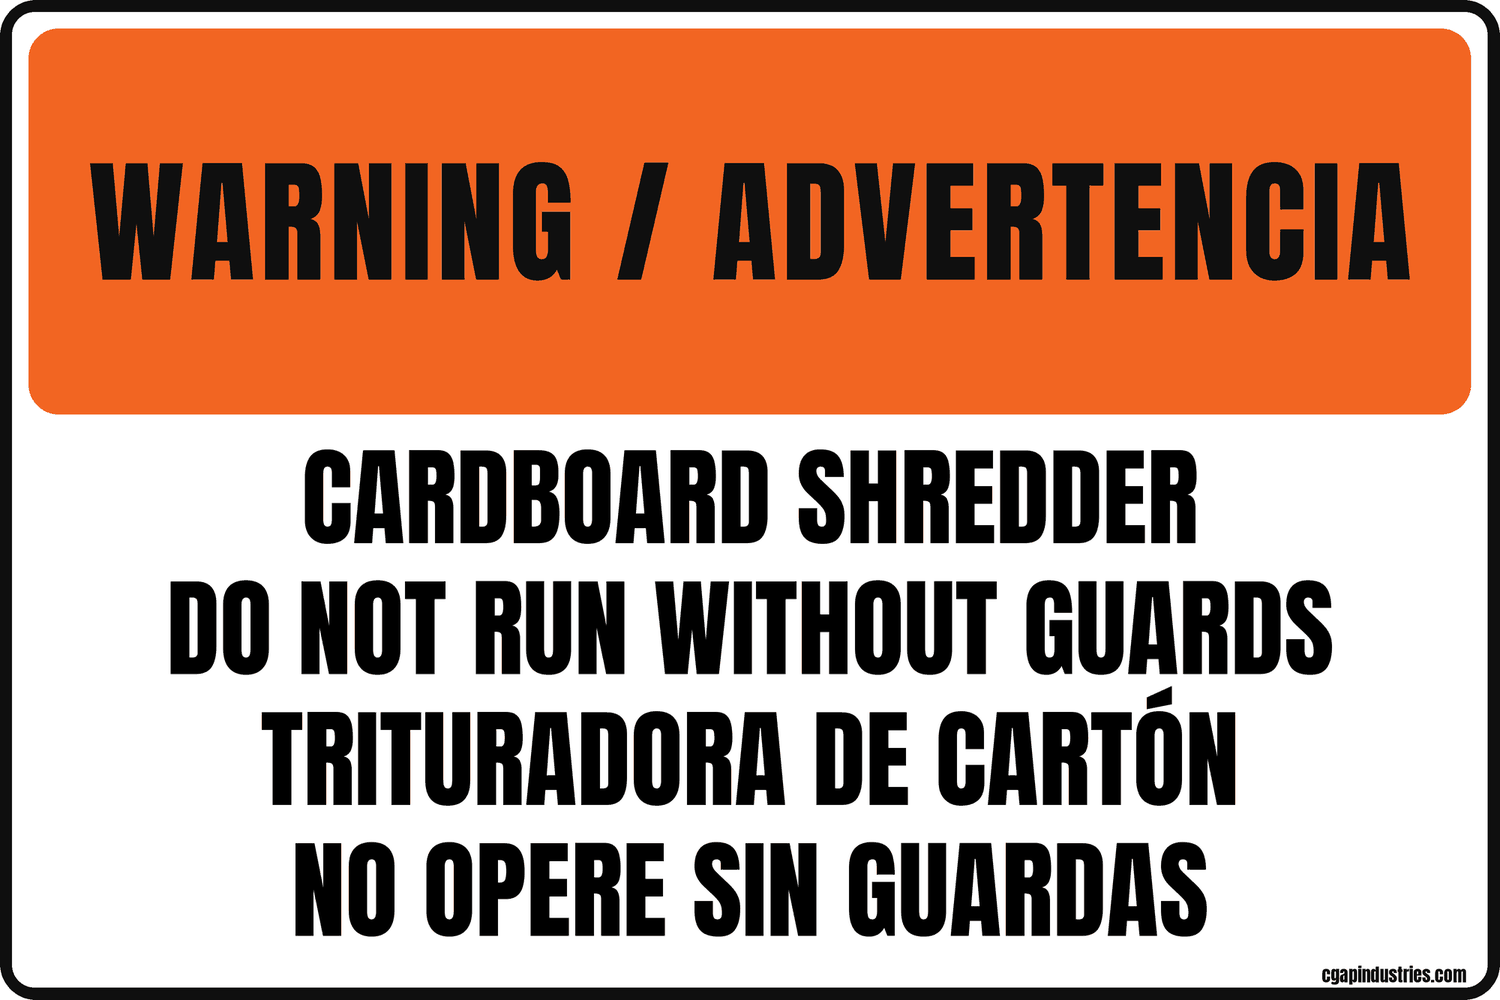 WARNING / ADVERTENCIA
CARDBOARD SHREDDER
DO NOT RUN WITHOUT GUARDS
TRITURADORA DE CARTÓN
NO OPERE SIN GUARDAS
cgapindustries.com